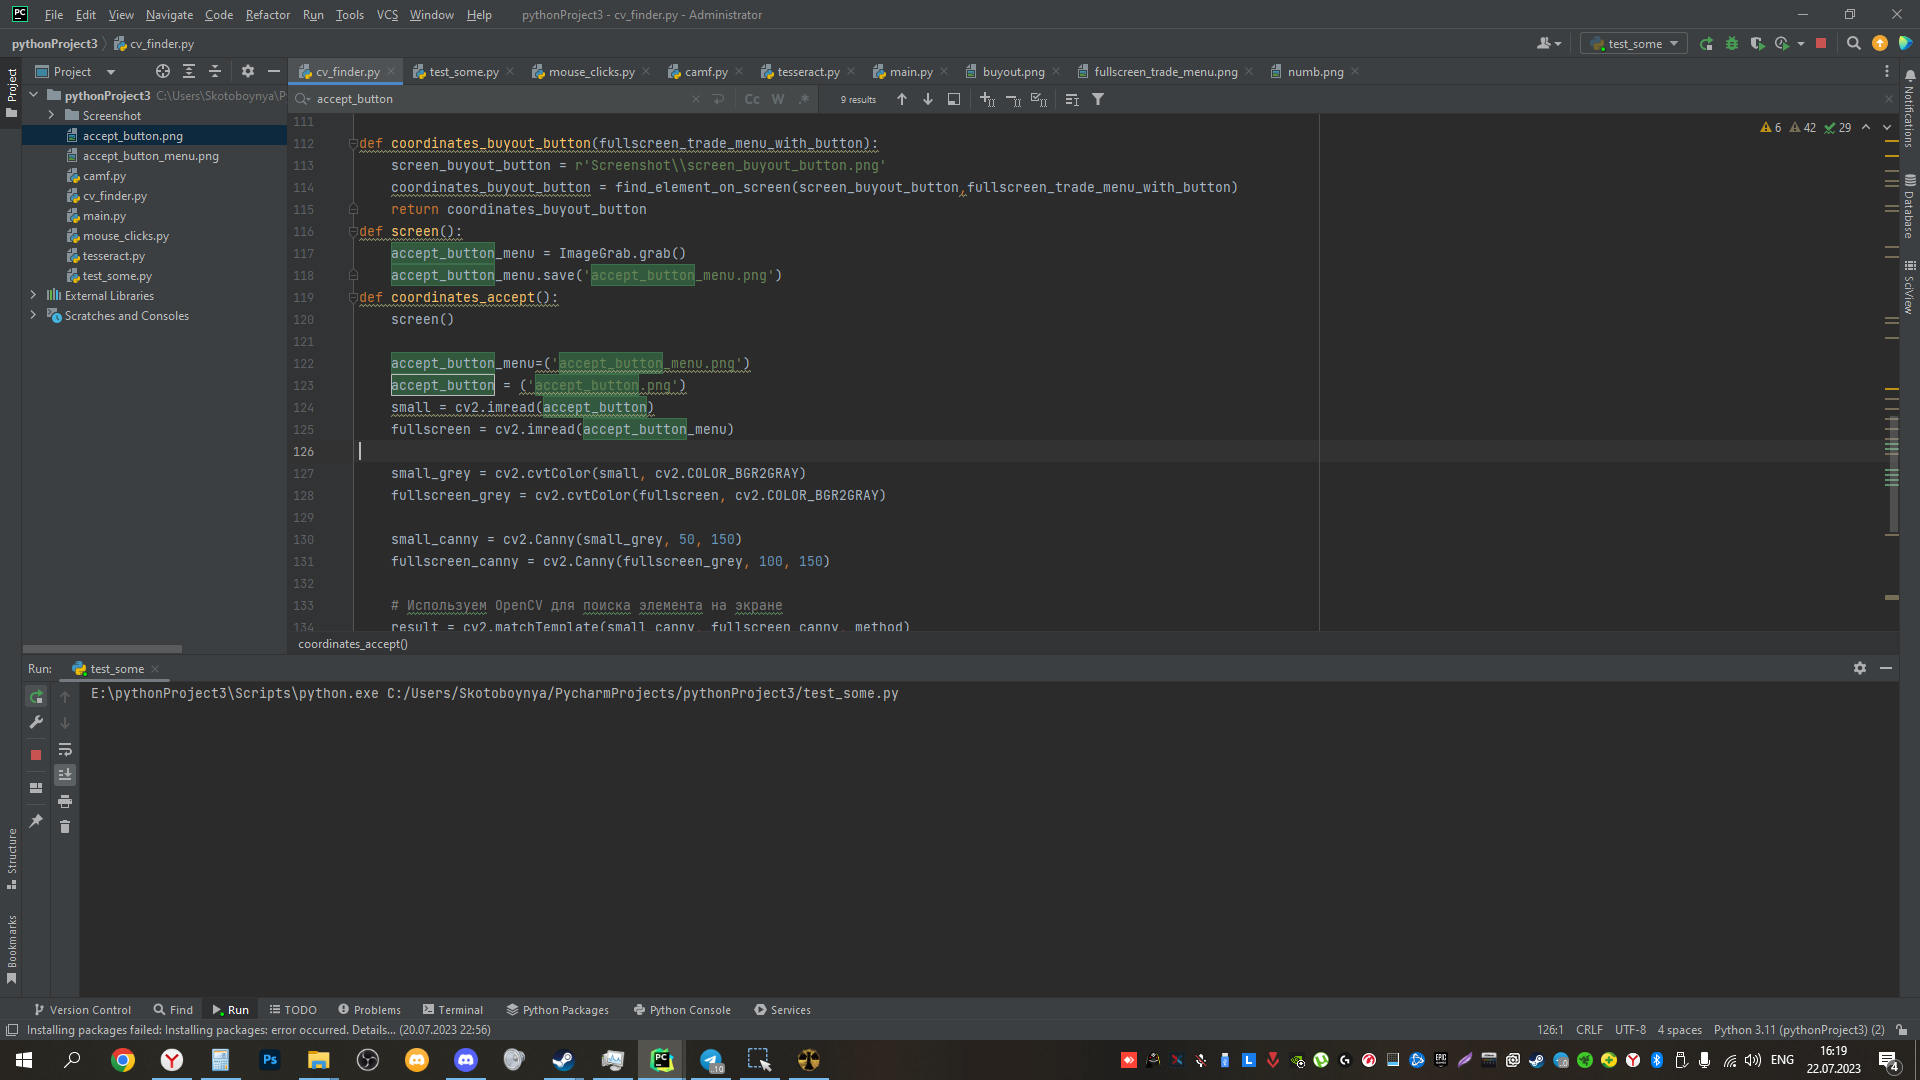 File Edit View Navigate Code Refactor Run Tools VCS Window Help pythonProject3 - cv_finder.py - Administrator
pythonProject3 cv_finder.py test_some
Project cv_finder.py test_some.py mouse_clicks.py camf.py tesseract.py main.py buyout.png fullscreen_trade_menu.png numb.png
accept_button Cc W .* 9 results
pythonProject3 C:\Users\Skotoboynya\P
Screenshot
accept_button.png
accept_button_menu.png
camf.py
cv_finder.py
main.py
mouse_clicks.py
tesseract.py
test_some.py
External Libraries
Scratches and Consoles
6 42 29
111
112 def coordinates_buyout_button(fullscreen_trade_menu_with_button):
113 screen_buyout_button = r'Screenshot\\screen_buyout_button.png'
114 coordinates_buyout_button = find_element_on_screen(screen_buyout_button,fullscreen_trade_menu_with_button)
115 return coordinates_buyout_button
116 def screen():
117 accept_button_menu = ImageGrab.grab()
118 accept_button_menu.save('accept_button_menu.png')
119 def coordinates_accept():
120 screen()
121
122 accept_button_menu=('accept_button_menu.png')
123 accept_button = ('accept_button.png')
124 small = cv2.imread(accept_button)
125 fullscreen = cv2.imread(accept_button_menu)
126
127 small_grey = cv2.cvtColor(small, cv2.COLOR_BGR2GRAY)
128 fullscreen_grey = cv2.cvtColor(fullscreen, cv2.COLOR_BGR2GRAY)
129
130 small_canny = cv2.Canny(small_grey, 50, 150)
131 fullscreen_canny = cv2.Canny(fullscreen_grey, 100, 150)
132
133 # Используем OpenCV для поиска элемента на экране
134 result = cv2.matchTemplate(small_canny, fullscreen_canny, method)
coordinates_accept()
Project
Structure
Bookmarks
Notifications
Database
SciView
Run: test_some
E:\pythonProject3\Scripts\python.exe C:/Users/Skotoboynya/PycharmProjects/pythonProject3/test_some.py
Version Control Find Run TODO Problems Terminal Python Packages Python Console Services
Installing packages failed: Installing packages: error occurred. Details... (20.07.2023 22:56) 126:1 CRLF UTF-8 4 spaces Python 3.11 (pythonProject3) (2)
ENG 16:19
22.07.2023
4